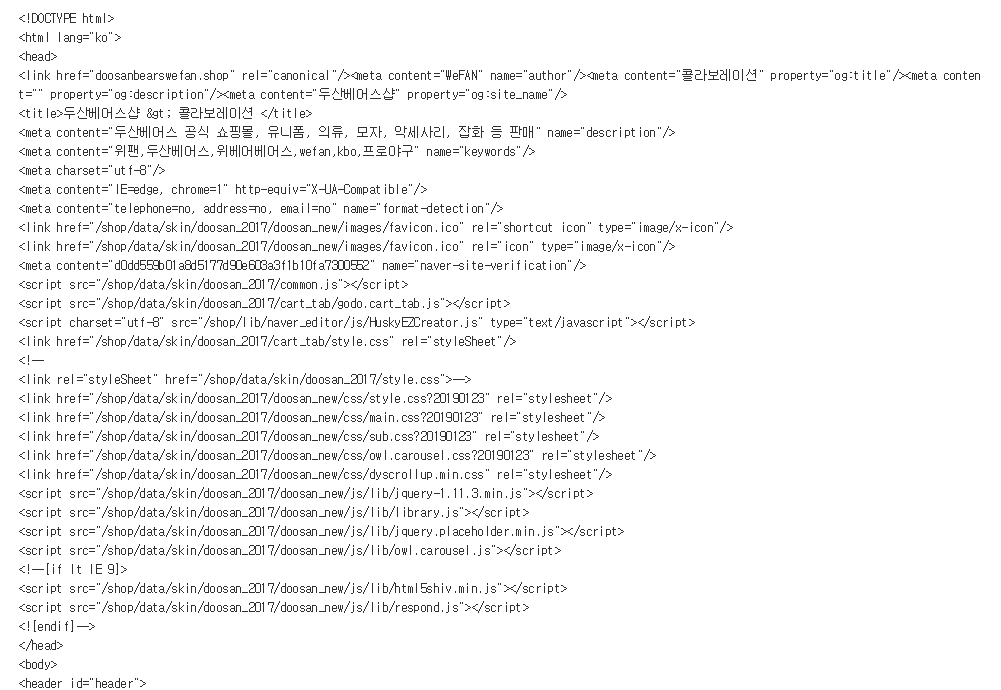 <!DOCTYPE html>
<html lang="ko">
<head>
<link href="doosanbearswefan.shop" rel="canonical"/><meta content="WeFAN" name="author"/><meta content="콜라보레이션" property="og:title"/><meta conten
t="" property="og:description"/><meta content="두산베어스샵" property="og:site_name"/>
<title>두산베어스샵 &gt; 콜라보레이션 </title>
<meta content="두산베어스 공식 쇼핑몰, 유니폼, 의류, 모자, 악세사리, 잡화 등 판매" name="description"/>
<meta content="위팬,두산베어스,위베어베어스,wefan,kbo,프로야구" name="keywords"/>
<meta charset="utf-8"/>
<meta content="IE=edge, chrome=1" http-equiv="X-UA-Compatible"/>
<meta content="telephone=no, address=no, email=no" name="format-detection"/>
<link href="/shop/data/skin/doosan_2017/doosan_new/images/favicon.ico" rel="shortcut icon" type="image/x-icon"/>
<link href="/shop/data/skin/doosan_2017/doosan_new/images/favicon.ico" rel="icon" type="image/x-icon"/>
<meta content="d0dd559b01a8d5177d90e603a3f1b10fa7300552" name="naver-site-verification"/>
<script src="/shop/data/skin/doosan_2017/common.js"></script>
<script src="/shop/data/skin/doosan_2017/cart_tab/godo.cart_tab.js"></script>
<script charset="utf-8" src="/shop/lib/naver_editor/js/HuskyEZCreator.js" type="text/javascript"></script>
<link href="/shop/data/skin/doosan_2017/cart_tab/style.css" rel="styleSheet"/>
<!--
<link rel="styleSheet" href="/shop/data/skin/doosan_2017/style.css">-->
<link href="/shop/data/skin/doosan_2017/doosan_new/css/style.css?20190123" rel="stylesheet"/>
<link href="/shop/data/skin/doosan_2017/doosan_new/css/main.css?20190123" rel="stylesheet"/>
<link href="/shop/data/skin/doosan_2017/doosan_new/css/sub.css?20190123" rel="stylesheet"/>
<link href="/shop/data/skin/doosan_2017/doosan_new/css/owl.carousel.css?20190123" rel="stylesheet"/>
<link href="/shop/data/skin/doosan_2017/doosan_new/css/dyscrollup.min.css" rel="stylesheet"/>
<script src="/shop/data/skin/doosan_2017/doosan_new/js/lib/jquery-1.11.3.min.js"></script>
<script src="/shop/data/skin/doosan_2017/doosan_new/js/lib/library.js"></script>
<script src="/shop/data/skin/doosan_2017/doosan_new/js/lib/jquery.placeholder.min.js"></script>
<script src="/shop/data/skin/doosan_2017/doosan_new/js/lib/owl.carousel.js"></script>
<!--[if lt IE 9]>
<script src="/shop/data/skin/doosan_2017/doosan_new/js/lib/html5shiv.min.js"></script>
<script src="/shop/data/skin/doosan_2017/doosan_new/js/lib/respond.js"></script>
<![endif]-->
</head>
<body>
<header id="header">